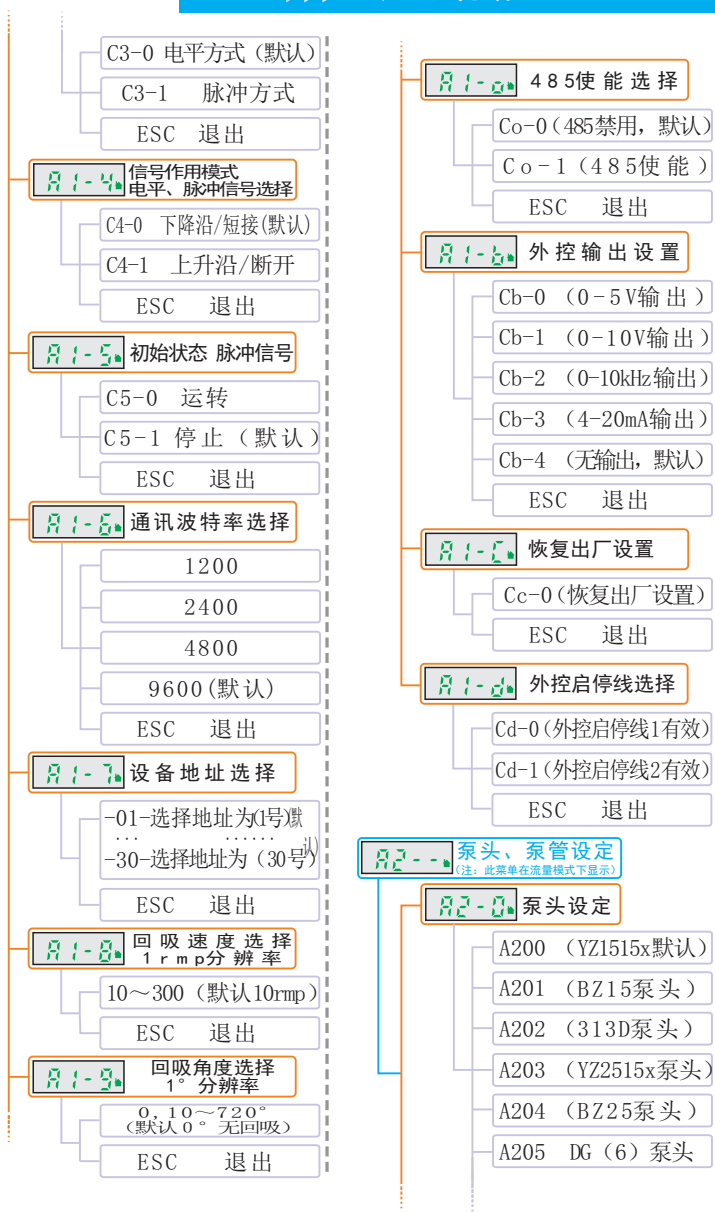 C3-0 电平方式（默认）
C3-1 脉冲方式
ESC 退出
A1-4 信号作用模式
电平、脉冲信号选择
C4-0 下降沿/短接(默认)
C4-1 上升沿/断开
ESC 退出
A1-5 初始状态 脉冲信号
C5-0 运转
C5-1 停止（默认）
ESC 退出
A1-6 通讯波特率选择
1200
2400
4800
9600(默认)
ESC 退出
A1-7 设备地址选择
-01-选择地址为(1号)默认
... ......
-30-选择地址为（30号）
ESC 退出
A1-8 回吸速度选择
1rmp分辨率
10～300（默认10rmp）
ESC 退出
A1-9 回吸角度选择
1°分辨率
0，10～720°
（默认0°无回吸）
ESC 退出
A1-a 485使能选择
Co-0(485禁用，默认)
Co-1（485使能）
ESC 退出
A1-b 外控输出设置
Cb-0（0-5V输出）
Cb-1（0-10V输出）
Cb-2（0-10kHz输出）
Cb-3（4-20mA输出）
Cb-4（无输出，默认）
ESC 退出
A1-C 恢复出厂设置
Cc-0(恢复出厂设置)
ESC 退出
A1-d 外控启停线选择
Cd-0(外控启停线1有效)
Cd-1(外控启停线2有效)
ESC 退出
A2-- 泵头、泵管设定
（注：此菜单在流量模式下显示）
A2-0 泵头设定
A200（YZ1515x默认）
A201（BZ15泵头）
A202（313D泵头）
A203（YZ2515x泵头）
A204（BZ25泵头）
A205 DG（6）泵头